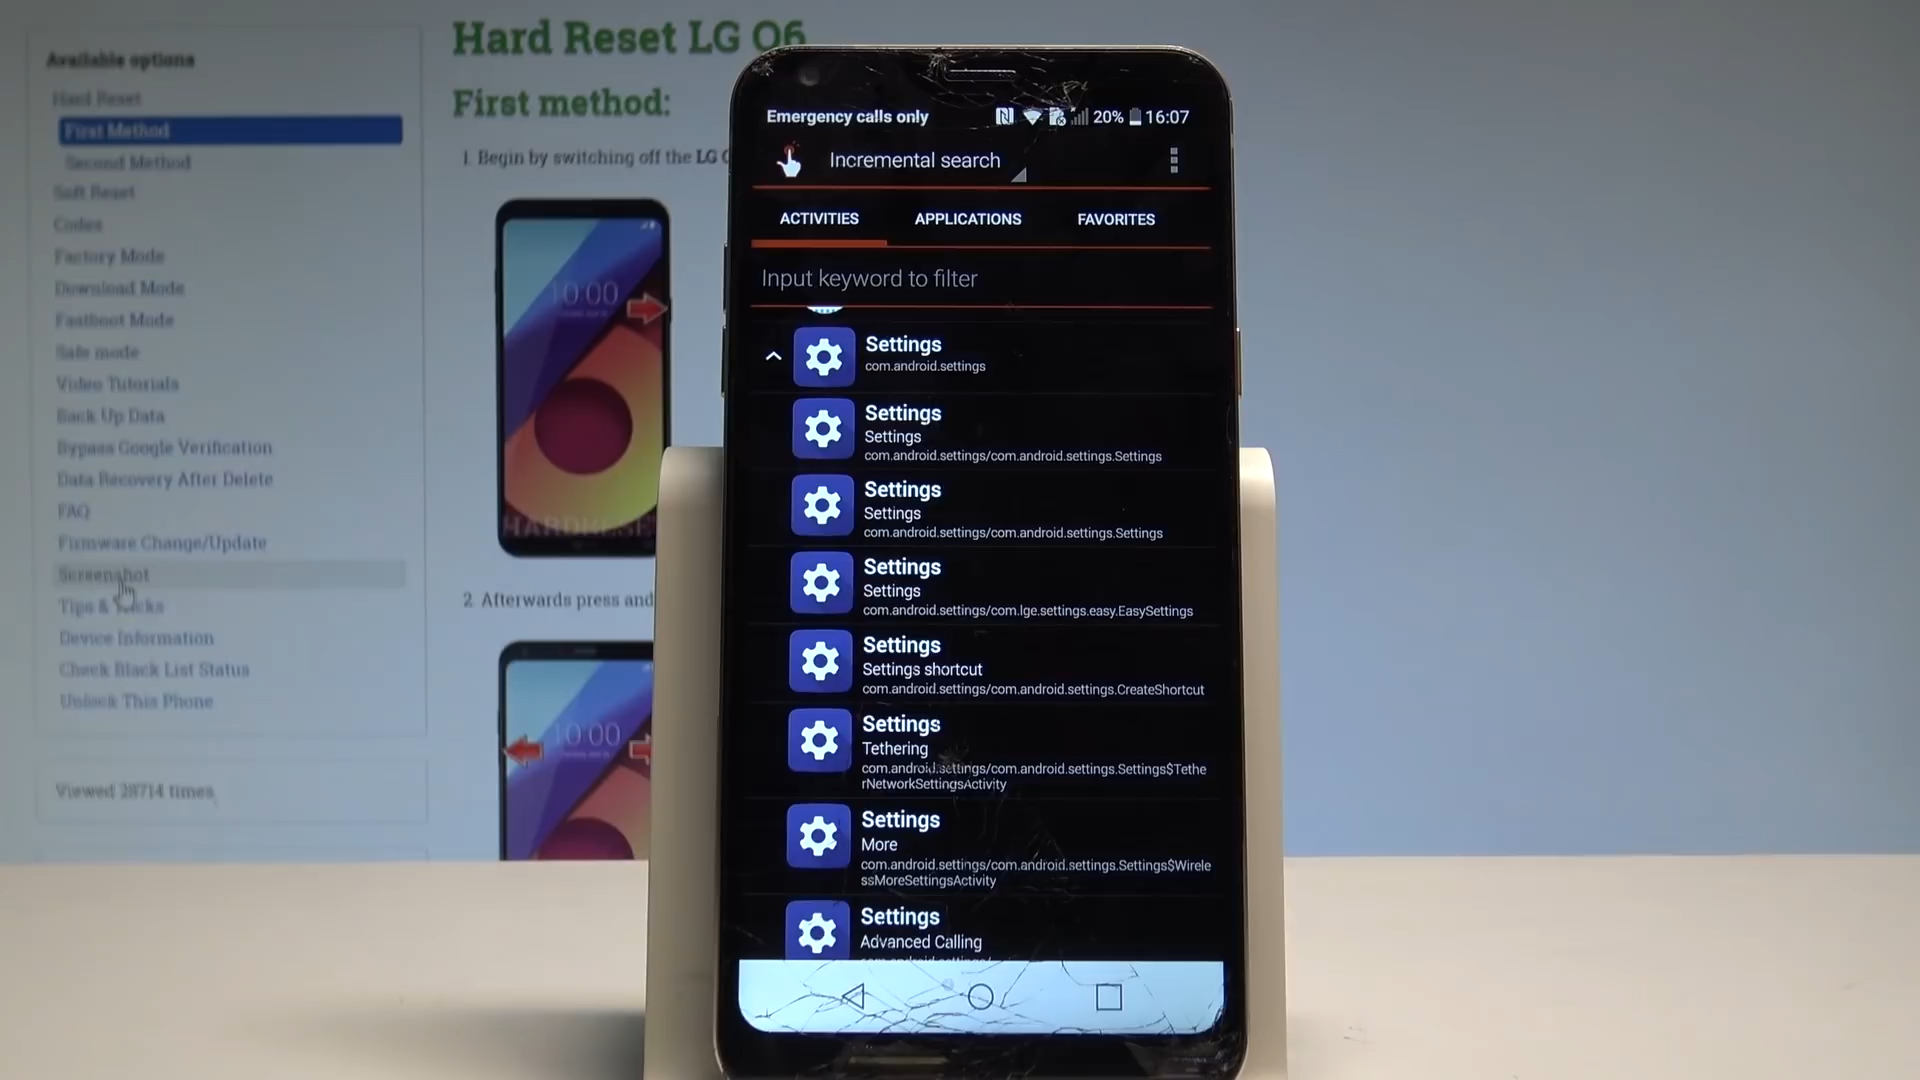 Available options
Hard Reset
First Method
Second Method
Soft Reset
Codes
Factory Mode
Download Mode
Fastboot Mode
Safe mode
Video Tutorials
Back Up Data
Bypass Google Verification
Data Recovery After Delete
FAQ
Firmware Change/Update
Screenshot
Tips &
Device Information
Check Black List Status
Unlock This Phone
Viewed 28714 times
Hard Reset LG Q6
First method:
1. Begin by switching off the LG
10:00
HARDRESE
2. Afterwards press and
10:00
Emergency calls only
20% 16:07
Incremental search
ACTIVITIES APPLICATIONS FAVORITES
Input keyword to filter
Settings
com.android.settings
Settings
Settings
com.android.settings/com.android.settings.Settings
Settings
Settings
com.android.settings/com.android.settings.Settings
Settings
Settings
com.android.settings/com.lge.settings.easy.EasySettings
Settings
Settings shortcut
com.android.settings/com.android.settings.CreateShortcut
Settings
Tethering
com.android.settings/com.android.settings.Settings$Tethe
rNetworkSettingsActivity
Settings
More
com.android.settings/com.android.settings.Settings$Wirele
ssMoreSettingsActivity
Settings
Advanced Calling